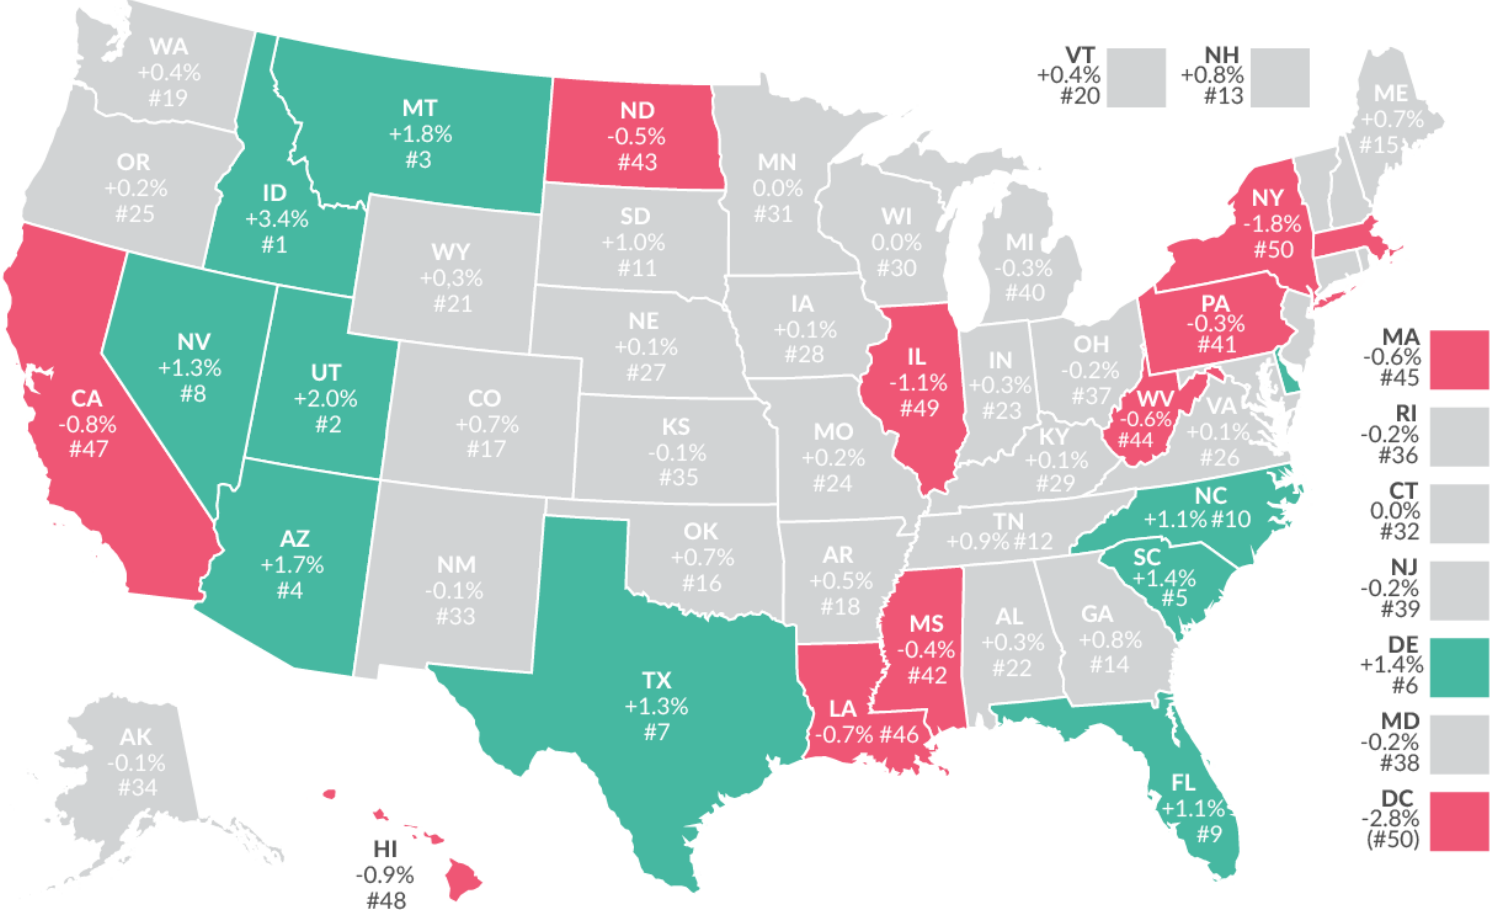 WA
+0.4%
#19
OR
+0.2%
#25
CA
-0.8%
#47
NV
+1.3%
#8
ID
+3.4%
#1
MT
+1.8%
#3
WY
+0,3%
#21
UT
+2.0%
#2
AZ
+1.7%
#4
CO
+0.7%
#17
NM
-0.1%
#33
ND
-0.5%
#43
SD
+1.0%
#11
NE
+0.1%
#27
KS
-0.1%
#35
OK
+0.7%
#16
TX
+1.3%
#7
MN
0.0%
#31
IA
+0.1%
#28
MO
+0.2%
#24
AR
+0.5%
#18
LA
-0.7% #46
WI
0.0%
#30
IL
-1.1%
#49
MS
-0.4%
#42
MI
-0.3%
#40
IN
+0.3%
#23
OH
-0.2%
#37
KY
+0.1%
#29
TN
+0.9% #12
AL
+0.3%
#22
GA
+0.8%
#14
FL
+1.1%
#9
SC
+1.4%
#5
NC
+1.1% #10
VA
+0.1%
#26
WV
-0.6%
#44
PA
-0.3%
#41
NY
-1.8%
#50
VT
+0.4%
#20
NH
+0.8%
#13
ME
+0.7%
#15
MA
-0.6%
#45
RI
-0.2%
#36
CT
0.0%
#32
NJ
-0.2%
#39
DE
+1.4%
#6
MD
-0.2%
#38
DC
-2.8%
(#50)
AK
-0.1%
#34
HI
-0.9%
#48